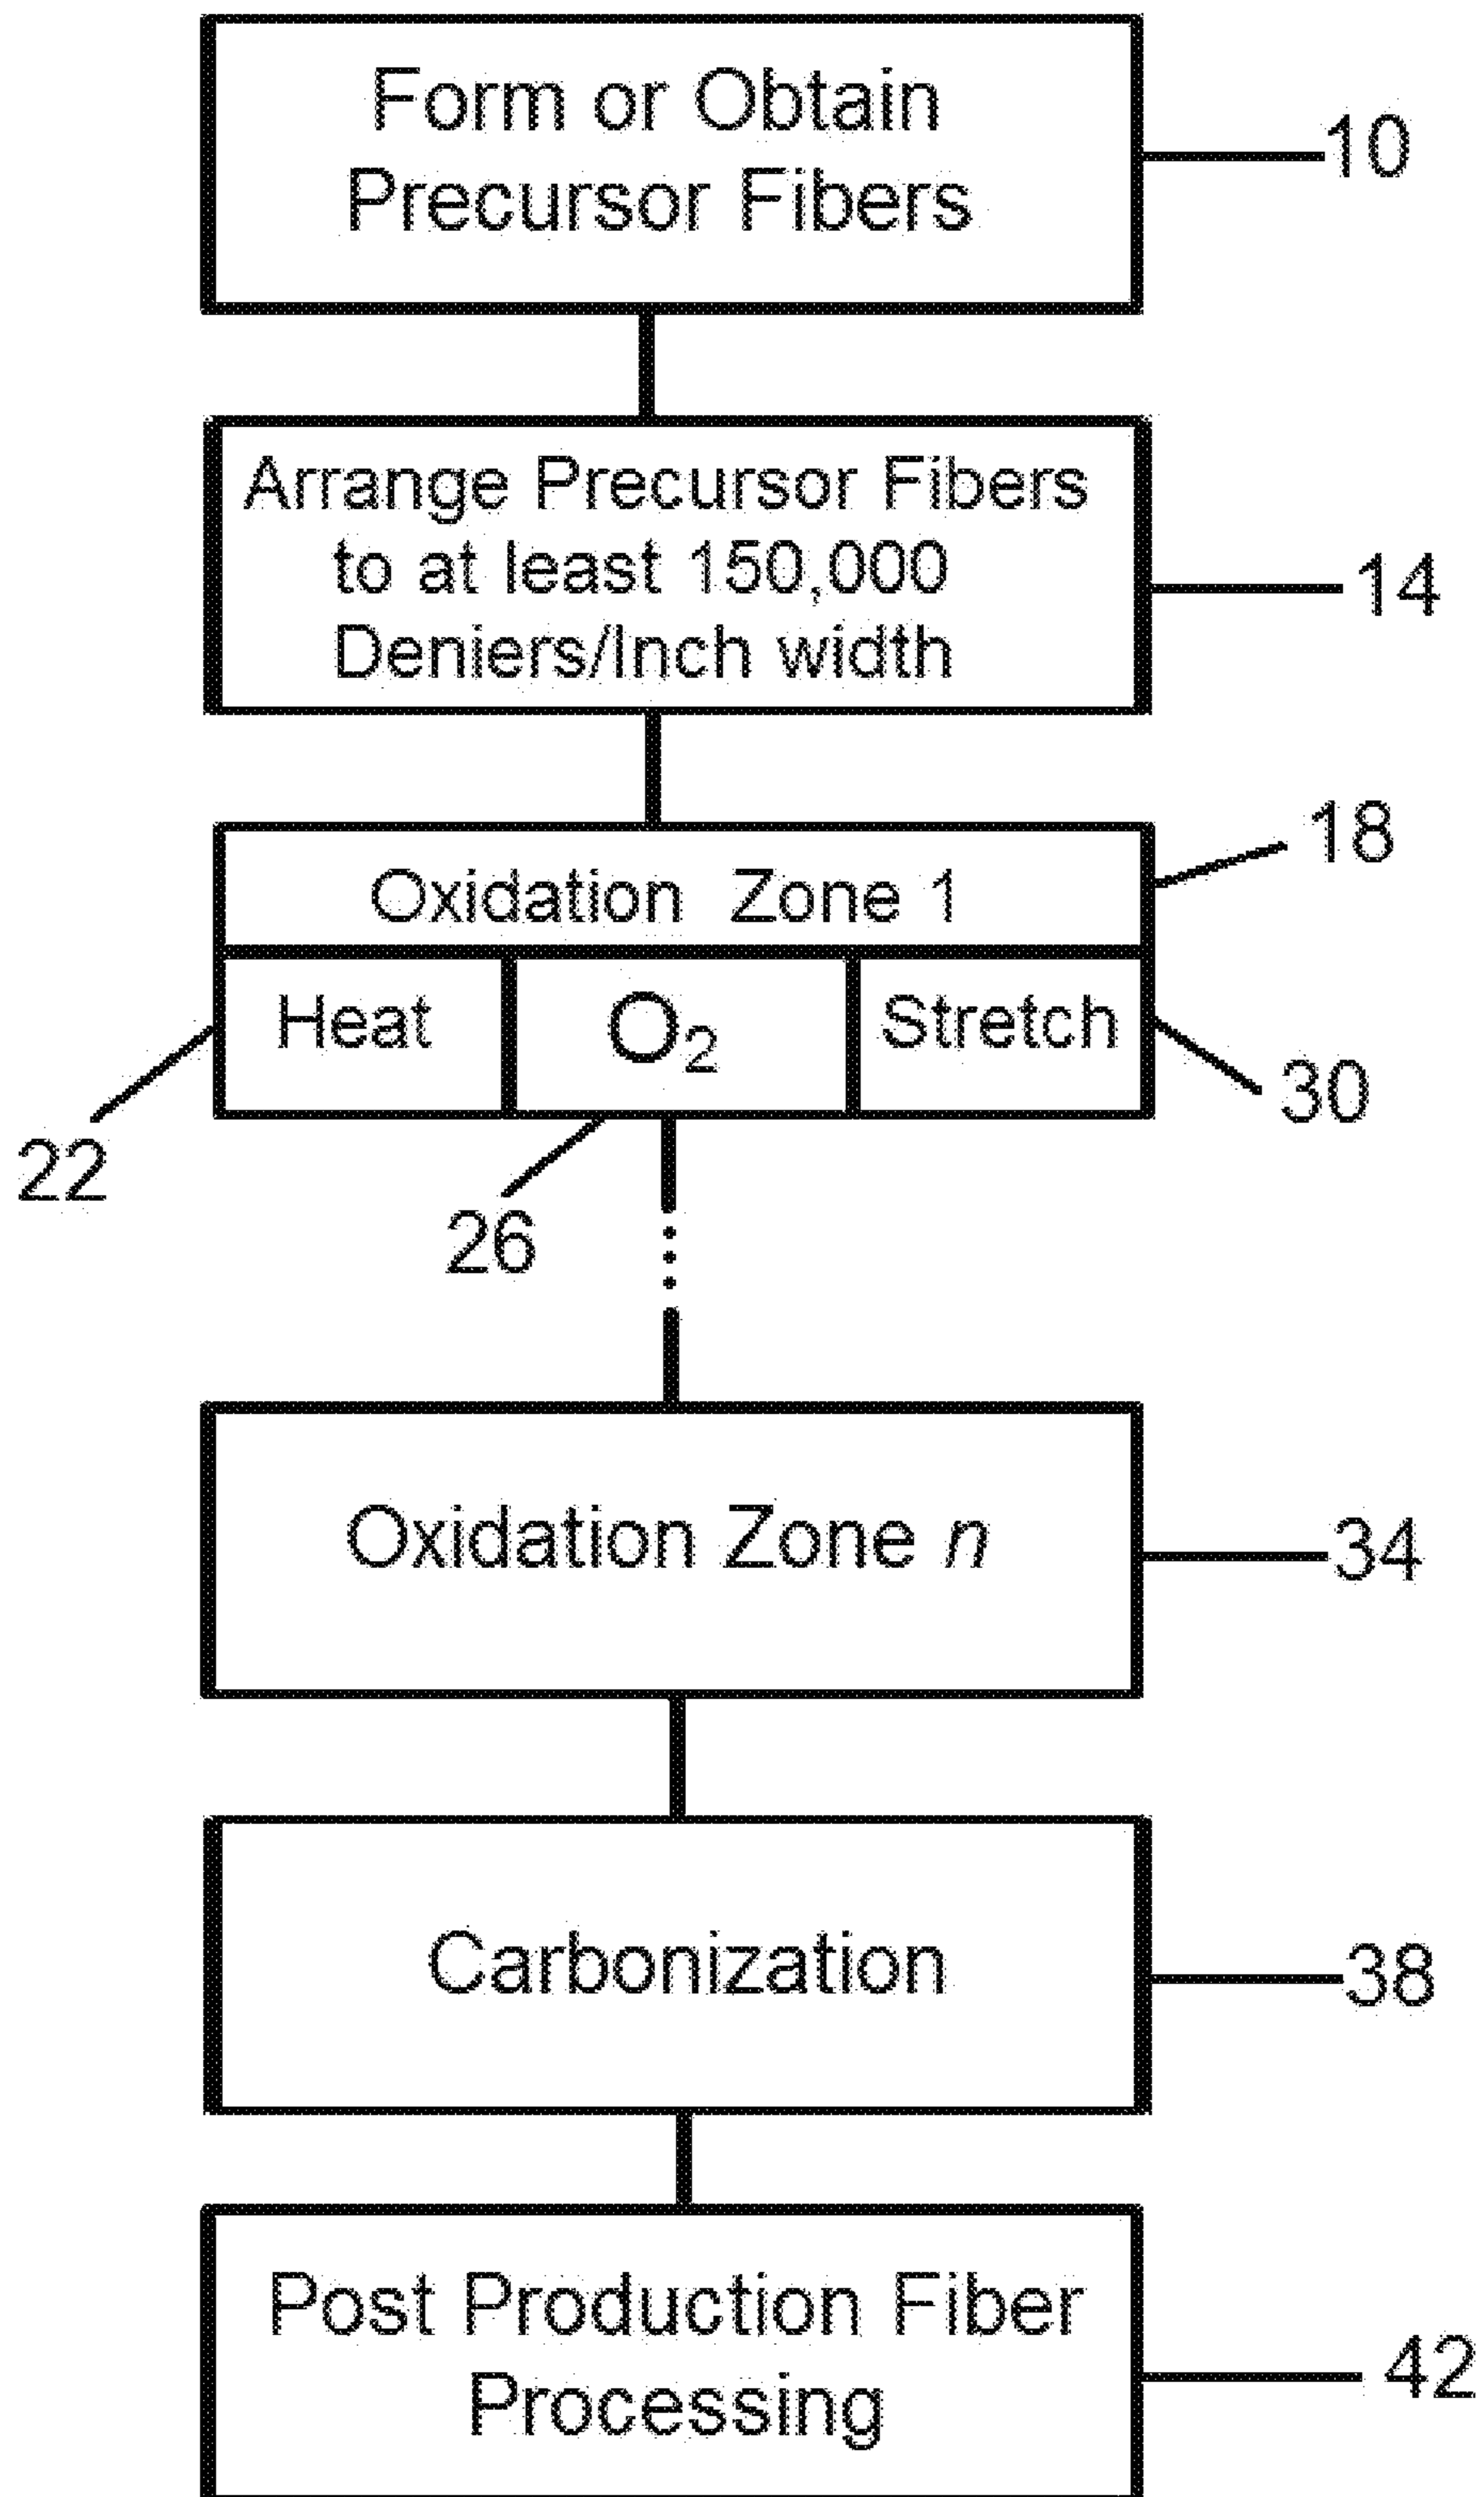 Form or Obtain
Precursor Fibers
10
Arrange Precursor Fibers
to at least 150,000
Deniers/Inch width
14
Oxidation Zone 1
18
Heat
O₂
Stretch
22
26
30
Oxidation Zone n
34
Carbonization
38
Post Production Fiber
Processing
42